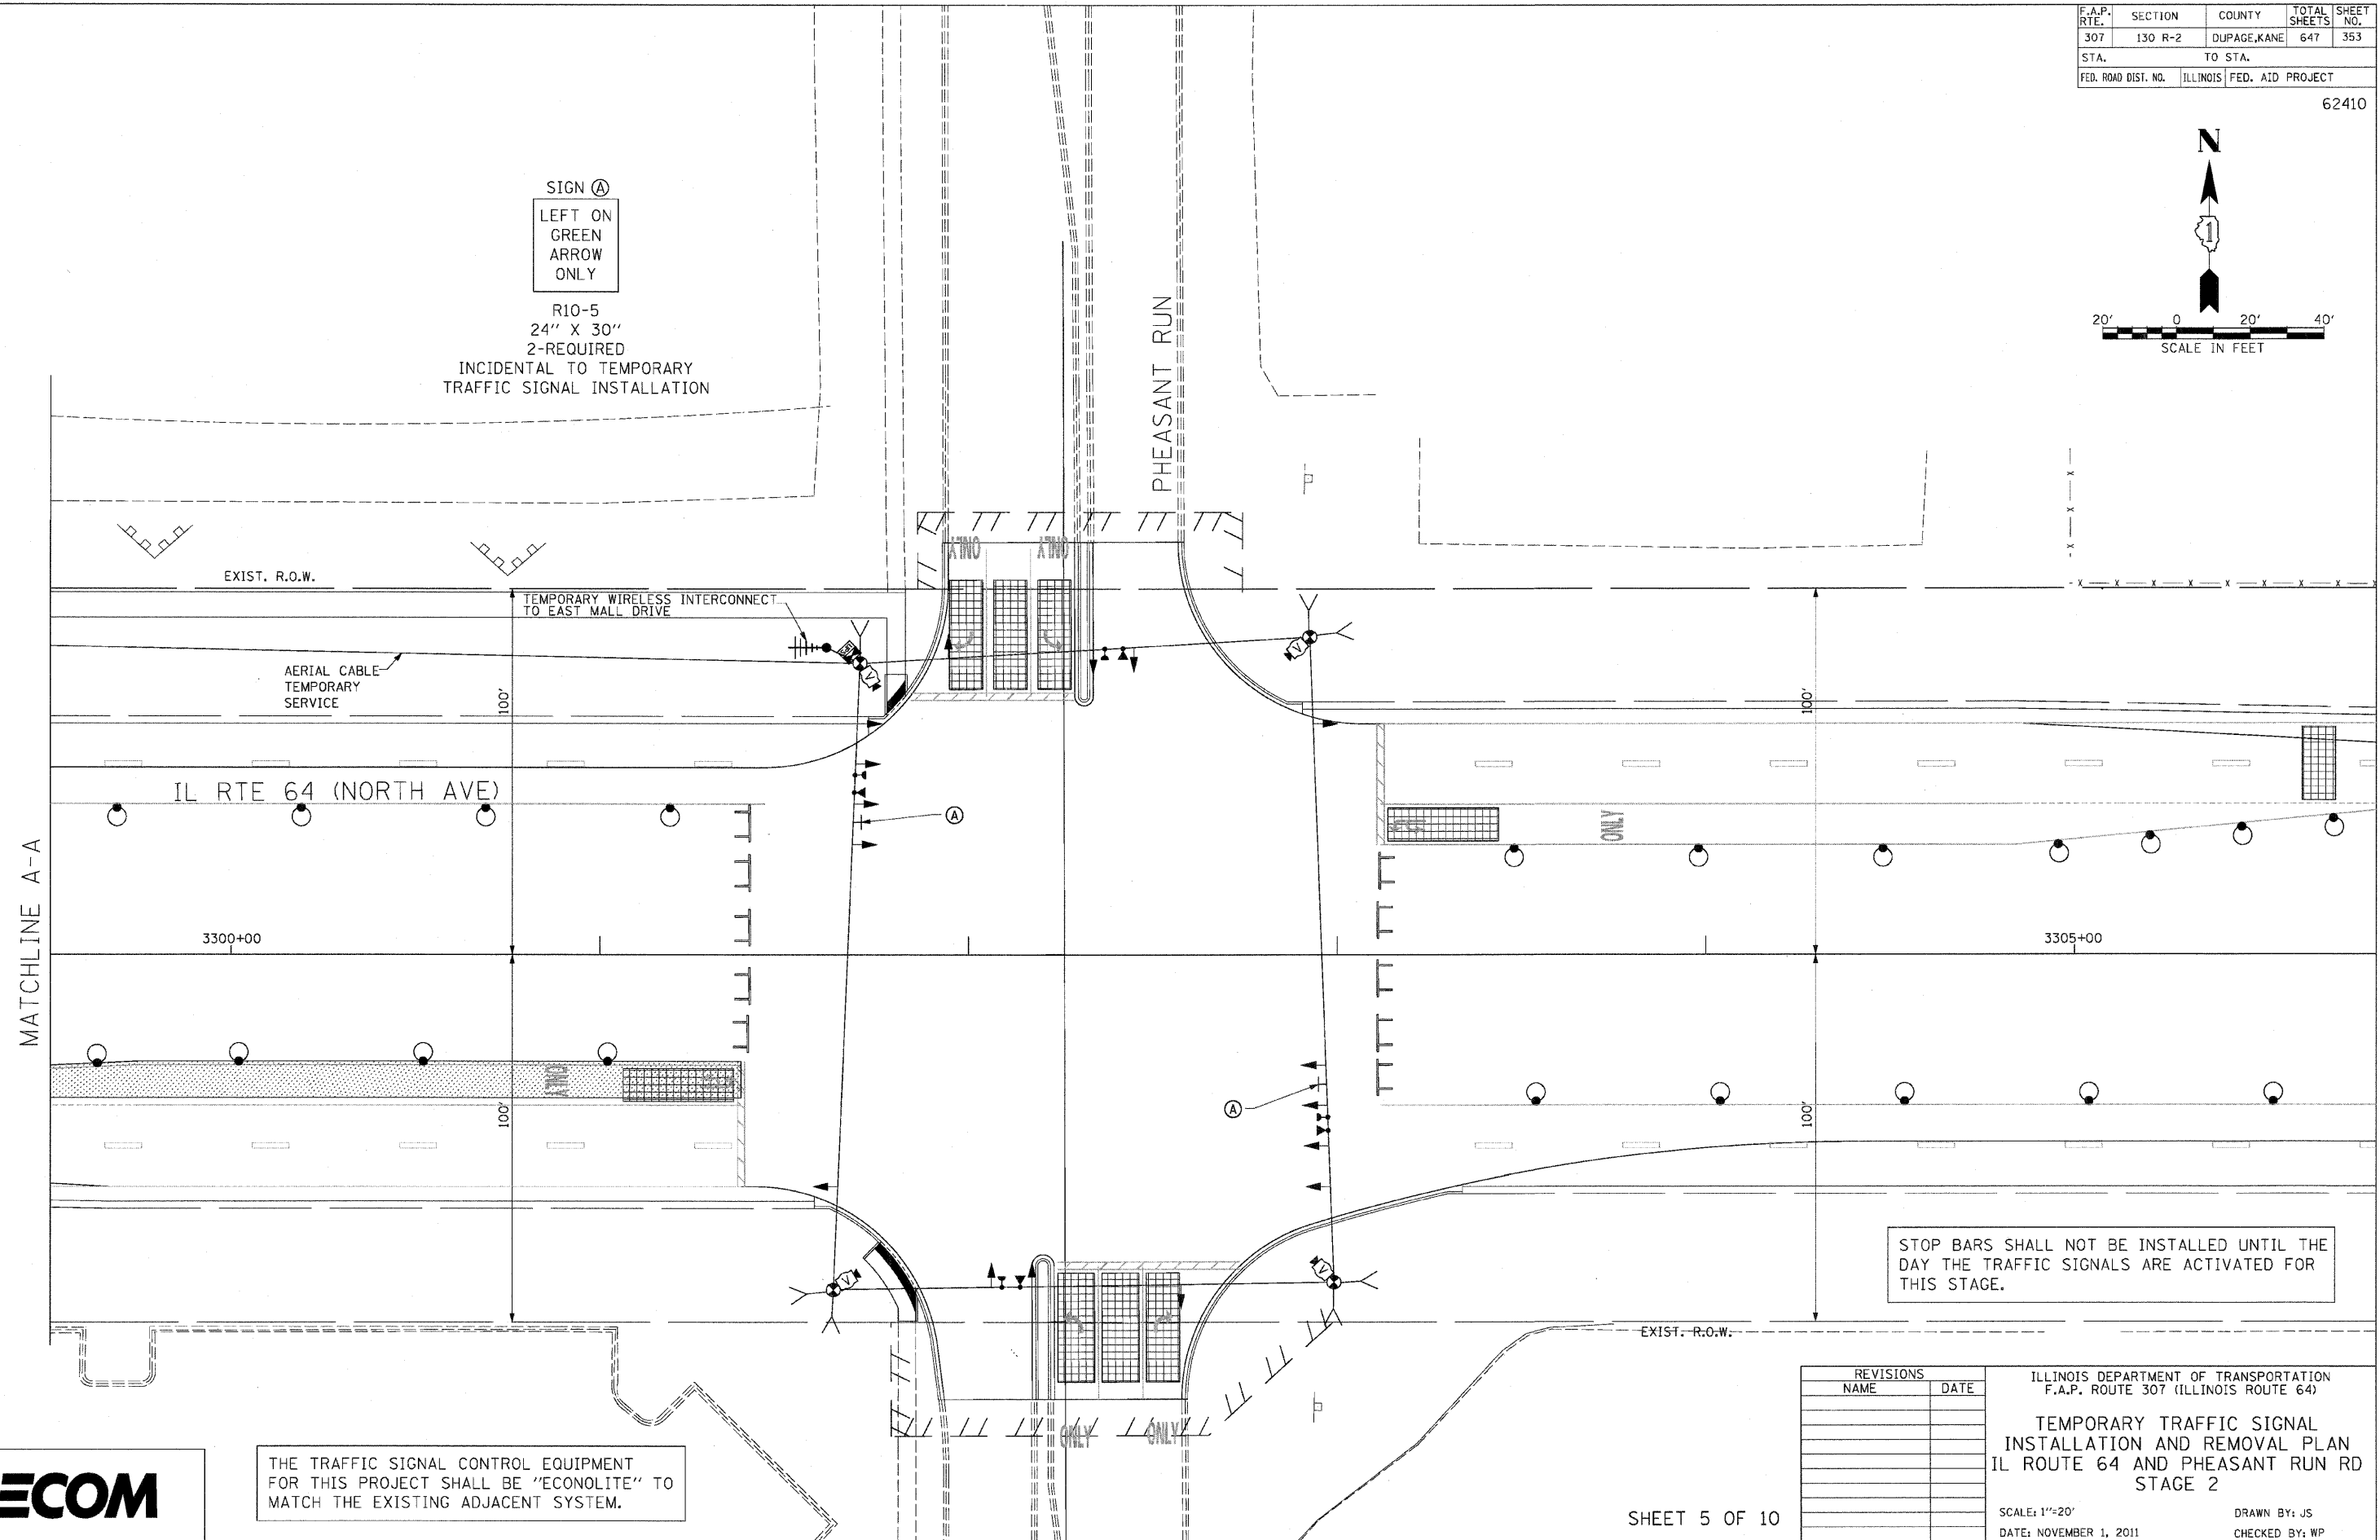 F.A.P. RTE. SECTION COUNTY TOTAL SHEETS SHEET NO.
307 130 R-2 DUPAGE,KANE 647 353
STA. TO STA.
FED. ROAD DIST. NO. ILLINOIS FED. AID PROJECT
62410
N
1
20' 0 20' 40'
SCALE IN FEET
SIGN Ⓐ
LEFT ON
GREEN
ARROW
ONLY
R10-5
24" X 30"
2-REQUIRED
INCIDENTAL TO TEMPORARY
TRAFFIC SIGNAL INSTALLATION
PHEASANT RUN
ONLY
ONLY
EXIST. R.O.W.
TEMPORARY WIRELESS INTERCONNECT
TO EAST MALL DRIVE
AERIAL CABLE
TEMPORARY
SERVICE
100'
100'
V
V
IL RTE 64 (NORTH AVE)
Ⓐ
ONLY
MATCHLINE A-A
3300+00
3305+00
ONLY
100'
100'
Ⓐ
V
V
STOP BARS SHALL NOT BE INSTALLED UNTIL THE
DAY THE TRAFFIC SIGNALS ARE ACTIVATED FOR
THIS STAGE.
EXIST. R.O.W.
ONLY
ONLY
ECOM
THE TRAFFIC SIGNAL CONTROL EQUIPMENT
FOR THIS PROJECT SHALL BE "ECONOLITE" TO
MATCH THE EXISTING ADJACENT SYSTEM.
SHEET 5 OF 10
REVISIONS
NAME DATE
ILLINOIS DEPARTMENT OF TRANSPORTATION
F.A.P. ROUTE 307 (ILLINOIS ROUTE 64)
TEMPORARY TRAFFIC SIGNAL
INSTALLATION AND REMOVAL PLAN
IL ROUTE 64 AND PHEASANT RUN RD
STAGE 2
SCALE: 1"=20' DRAWN BY: JS
DATE: NOVEMBER 1, 2011 CHECKED BY: WP